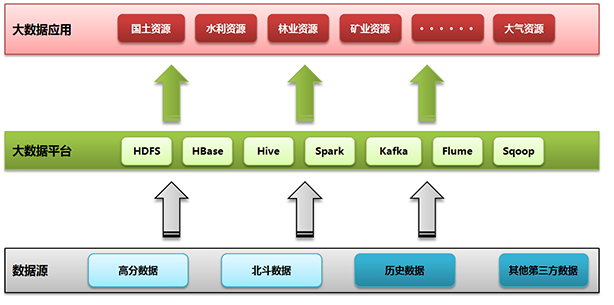 大数据应用 国土资源 水利资源 林业资源 矿业资源 • • • • • • 大气资源
大数据平台 HDFS HBase Hive Spark Kafka Flume Sqoop
数据源 高分数据 北斗数据 历史数据 其他第三方数据